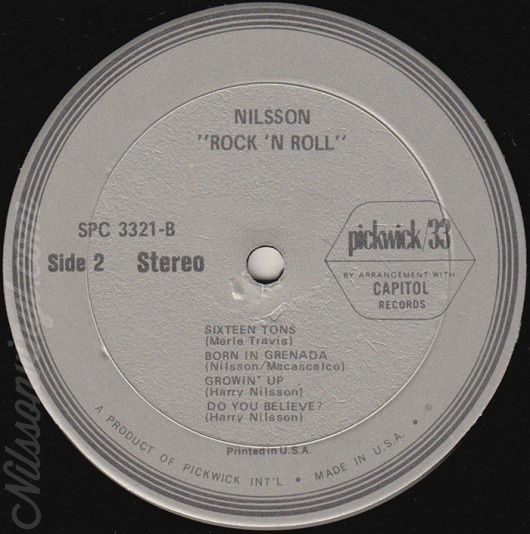 NILSSON
"ROCK 'N ROLL"
SPC 3321-B
Side 2 Stereo
pickwick/33
BY ARRANGEMENT WITH
CAPITOL
RECORDS
SIXTEEN TONS
(Merle Travis)
BORN IN GRENADA
(Nilsson/Macascalco)
GROWIN' UP
(Harry Nilsson)
DO YOU BELIEVE?
(Harry Nilsson)
Printed in U.S.A.
A PRODUCT OF PICKWICK INT'L • MADE IN U.S.A. • ©